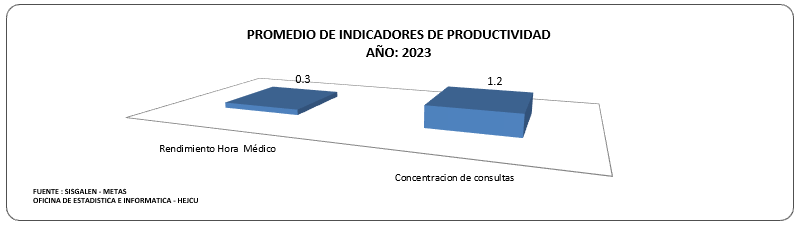 PROMEDIO DE INDICADORES DE PRODUCTIVIDAD
AÑO: 2023
0.3
1.2
Rendimiento Hora Médico
Concentracion de consultas
FUENTE : SISGALEN - METAS
OFICINA DE ESTADISTICA E INFORMATICA - HEJCU